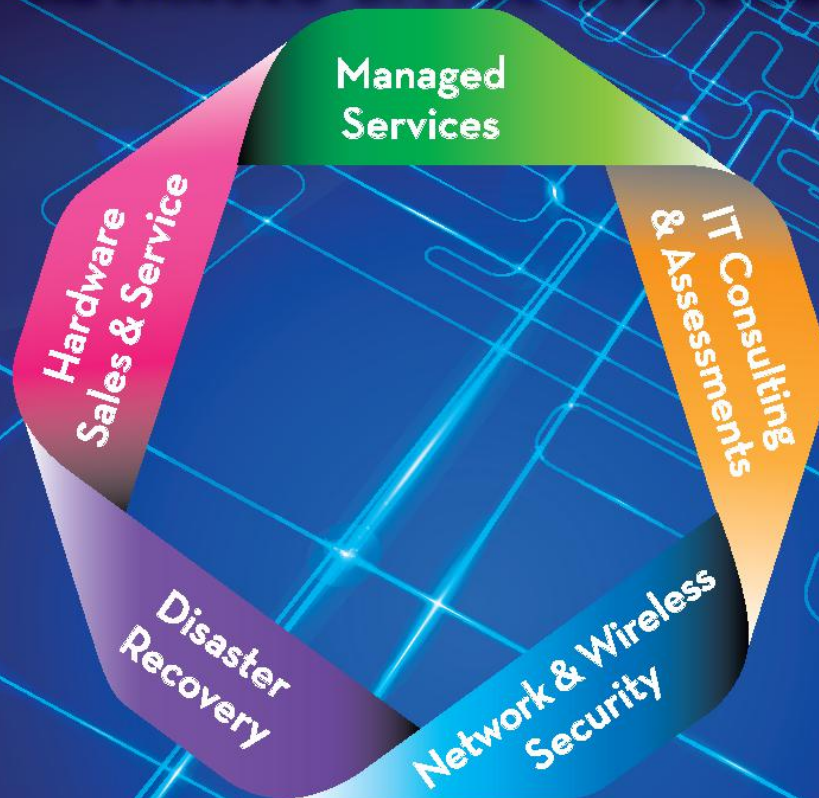 Managed
Services
IT Consulting
& Assessments
Network & Wireless
Security
Disaster
Recovery
Hardware
Sales & Service